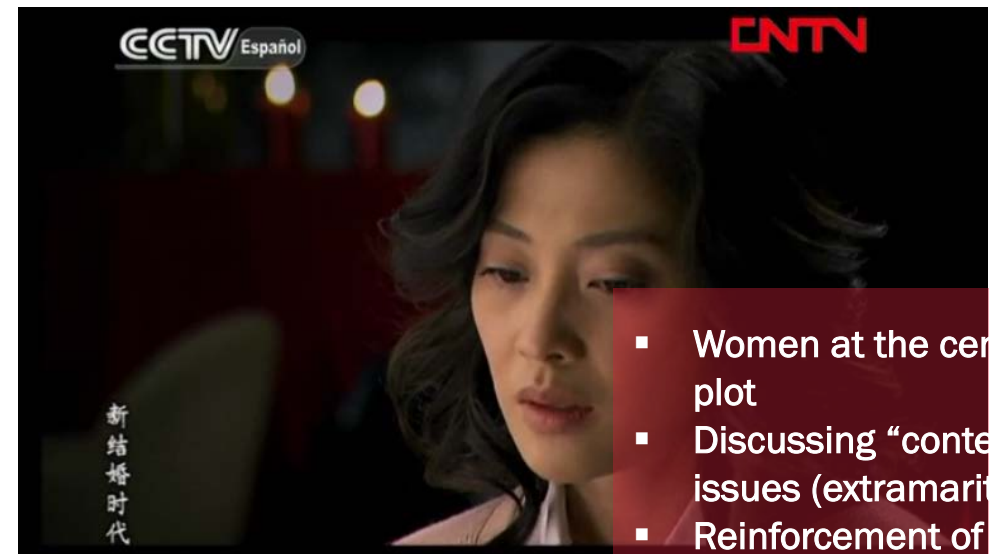 CCTV Español
CNTV
新结婚时代
▪ Women at the cen
plot
▪ Discussing “conte
issues (extramarit
▪ Reinforcement of